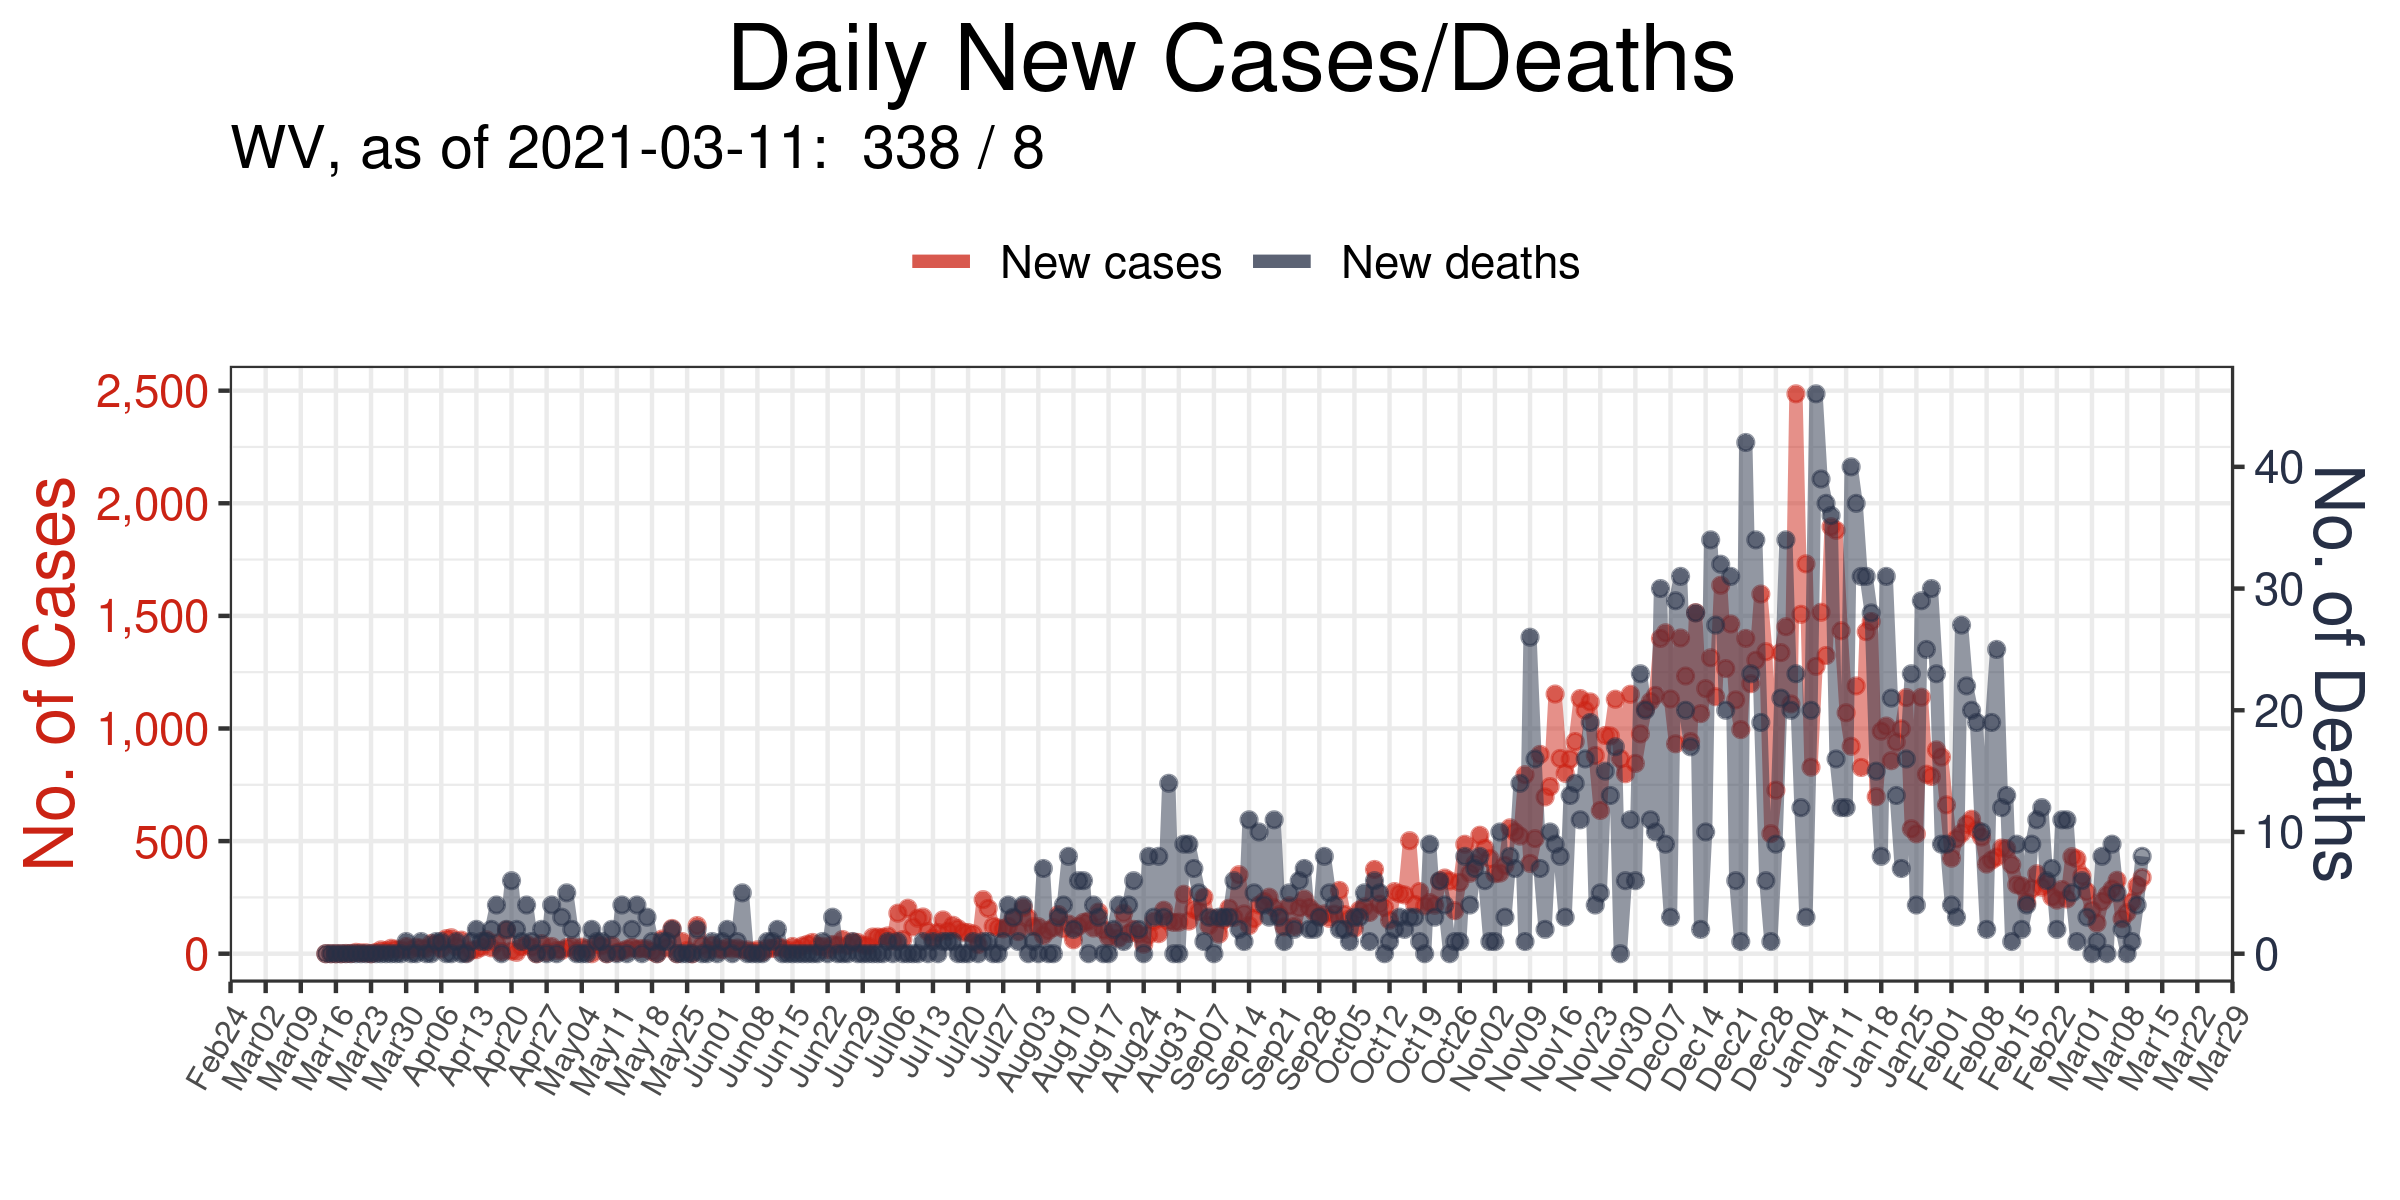 Daily New Cases/Deaths
WV, as of 2021-03-11:  338 / 8
New cases
New deaths
No. of Cases
2,500
2,000
1,500
1,000
500
0
40
30
20
10
0
No. of Deaths
Feb24
Mar02
Mar09
Mar16
Mar23
Mar30
Apr06
Apr13
Apr20
Apr27
May04
May11
May18
May25
Jun01
Jun08
Jun15
Jun22
Jun29
Jul06
Jul13
Jul20
Jul27
Aug03
Aug10
Aug17
Aug24
Aug31
Sep07
Sep14
Sep21
Sep28
Oct05
Oct12
Oct19
Oct26
Nov02
Nov09
Nov16
Nov23
Nov30
Dec07
Dec14
Dec21
Dec28
Jan04
Jan11
Jan18
Jan25
Feb01
Feb08
Feb15
Feb22
Mar01
Mar08
Mar15
Mar22
Mar29